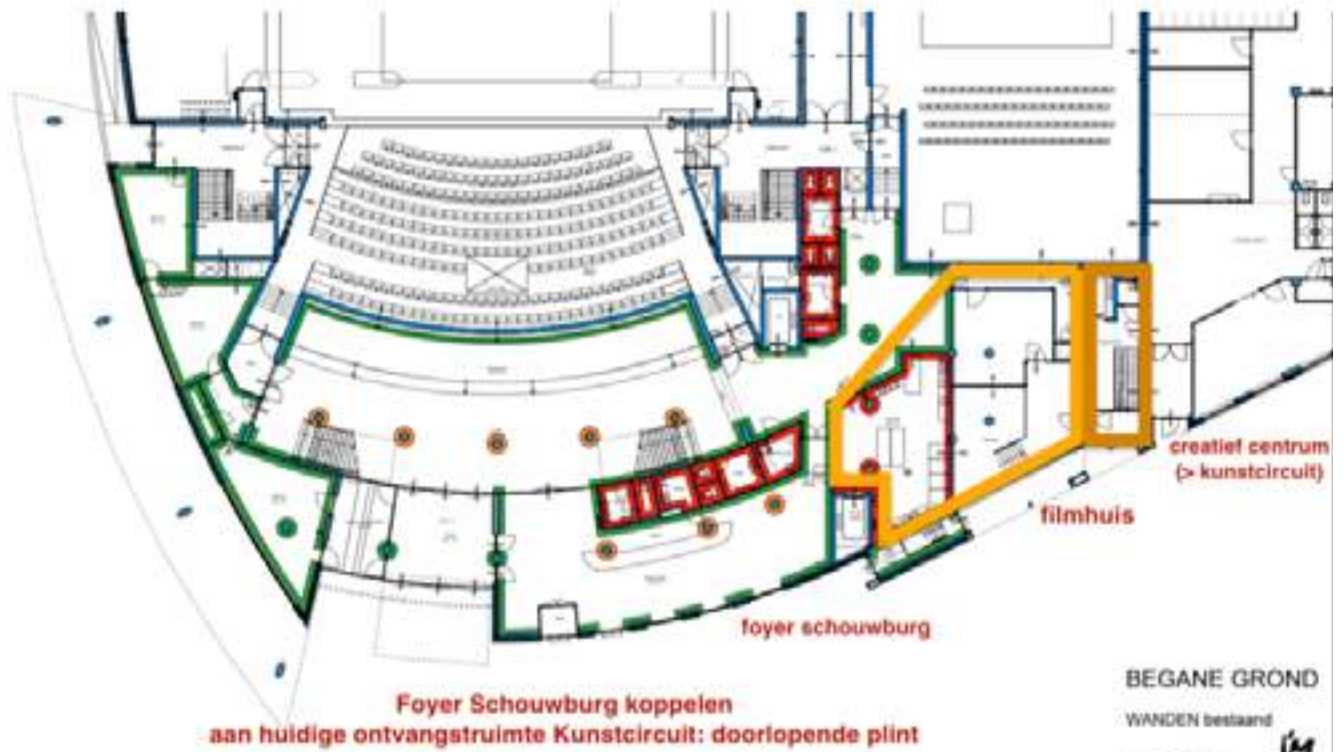 creatief centrum
(> kunstcircuit)
filmhuis
foyer schouwburg
Foyer Schouwburg koppelen
aan huidige ontvangstruimte Kunstcircuit: doorlopende plint
BEGANE GROND
WANDEN bestaand